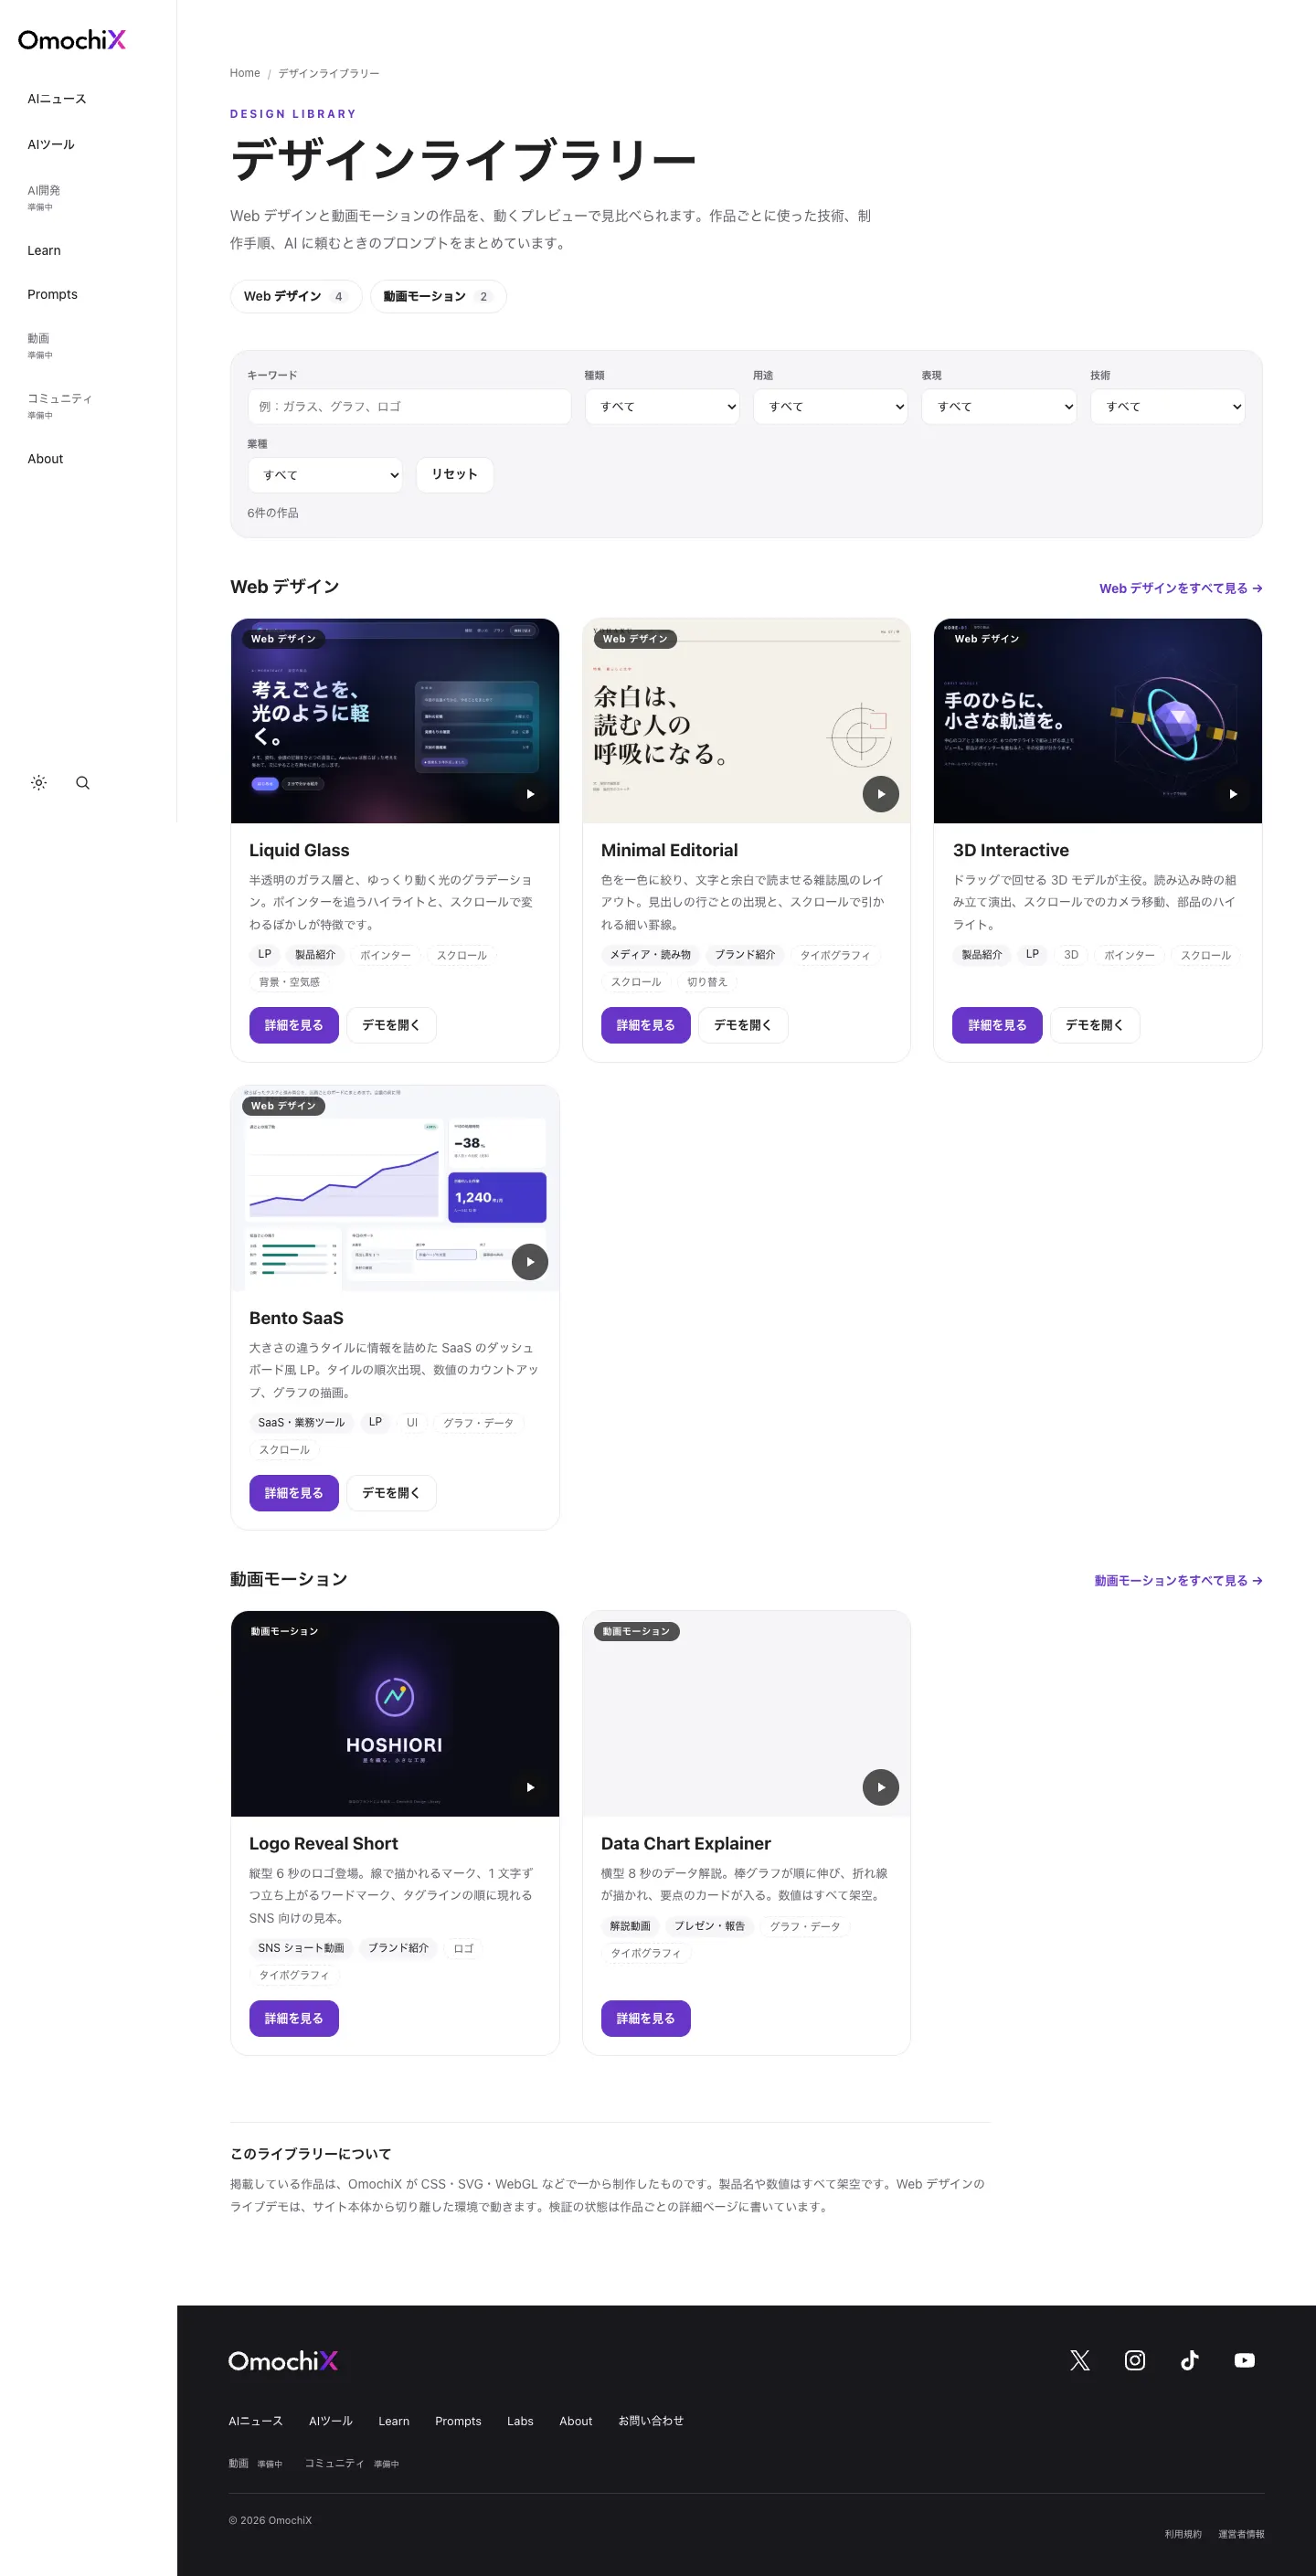 OmochiX
AIニュース
AIツール
AI開発
準備中
Learn
Prompts
動画
準備中
コミュニティ
準備中
About
Home / デザインライブラリー
DESIGN LIBRARY
デザインライブラリー
Web デザインと動画モーションの作品を、動くプレビューで見比べられます。作品ごとに使った技術、制
作手順、AI に頼むときのプロンプトをまとめています。
Web デザイン 4
動画モーション 2
キーワード
種類
用途
表現
技術
例：ガラス、グラフ、ロゴ
すべて
すべて
すべて
すべて
業種
すべて
リセット
6件の作品
Web デザイン
Web デザインをすべて見る →
Web デザイン
考えごとを、
光のように軽
く。
Liquid Glass
半透明のガラス層と、ゆっくり動く光のグラデーショ
ン。ポインターを追うハイライトと、スクロールで変
わるぼかしが特徴です。
LP 製品紹介 ポインター スクロール
背景・空気感
詳細を見る デモを開く
Web デザイン
余白は、
読む人の
呼吸になる。
Minimal Editorial
色を一色に絞り、文字と余白で読ませる雑誌風のレイ
アウト。見出しの行ごとの出現と、スクロールで引か
れる細い罫線。
メディア・読み物 ブランド紹介 タイポグラフィ
スクロール 切り替え
詳細を見る デモを開く
Web デザイン
手のひらに、
小さな軌道を。
3D Interactive
ドラッグで回せる 3D モデルが主役。読み込み時の組
み立て演出、スクロールでのカメラ移動、部品のハイ
ライト。
製品紹介 LP 3D ポインター スクロール
詳細を見る デモを開く
Web デザイン
−38%
1,240
Bento SaaS
大きさの違うタイルに情報を詰めた SaaS のダッシュ
ボード風 LP。タイルの順次出現、数値のカウントアッ
プ、グラフの描画。
SaaS・業務ツール LP UI グラフ・データ
スクロール
詳細を見る デモを開く
動画モーション
動画モーションをすべて見る →
動画モーション
HOSHIORI
星を織る、小さな工房
Logo Reveal Short
縦型 6 秒のロゴ登場。線で描かれるマーク、1 文字ず
つ立ち上がるワードマーク、タグラインの順に現れる
SNS 向けの見本。
SNS ショート動画 ブランド紹介 ロゴ
タイポグラフィ
詳細を見る
動画モーション
Data Chart Explainer
横型 8 秒のデータ解説。棒グラフが順に伸び、折れ線
が描かれ、要点のカードが入る。数値はすべて架空。
解説動画 プレゼン・報告 グラフ・データ
タイポグラフィ
詳細を見る
このライブラリーについて
掲載している作品は、OmochiX が CSS・SVG・WebGL などで一から制作したものです。製品名や数値はすべて架空です。Web デザインの
ライブデモは、サイト本体から切り離した環境で動きます。検証の状態は作品ごとの詳細ページに書いています。
OmochiX
AIニュース AIツール Learn Prompts Labs About お問い合わせ
動画 準備中 コミュニティ 準備中
© 2026 OmochiX
利用規約 運営者情報